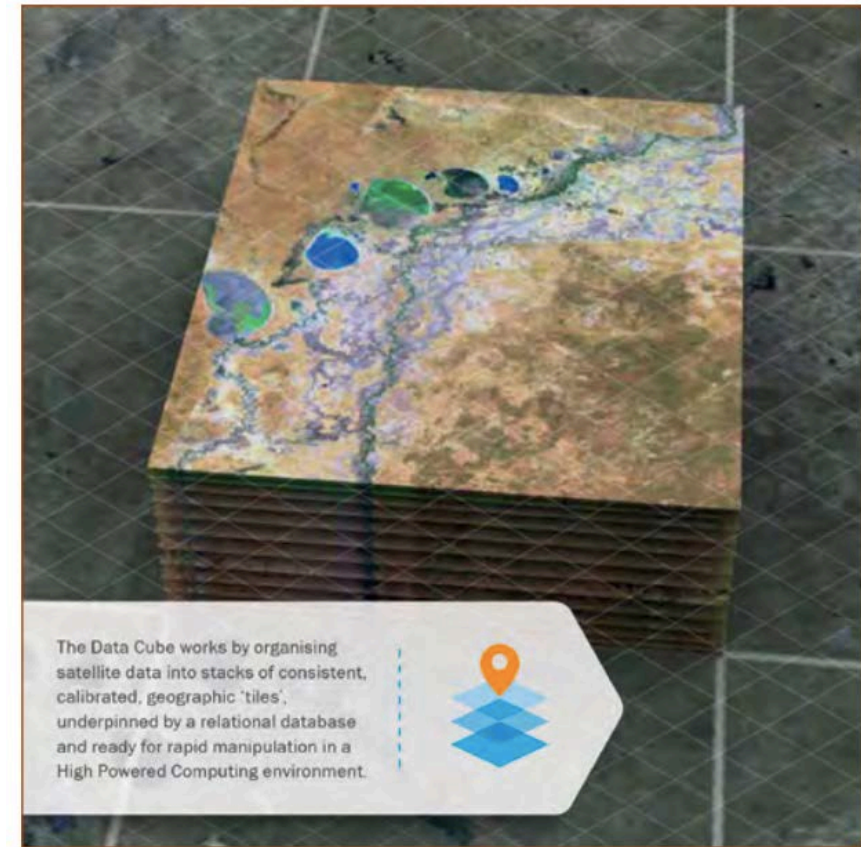 The Data Cube works by organising
satellite data into stacks of consistent,
calibrated, geographic 'tiles',
underpinned by a relational database
and ready for rapid manipulation in a
High Powered Computing environment.